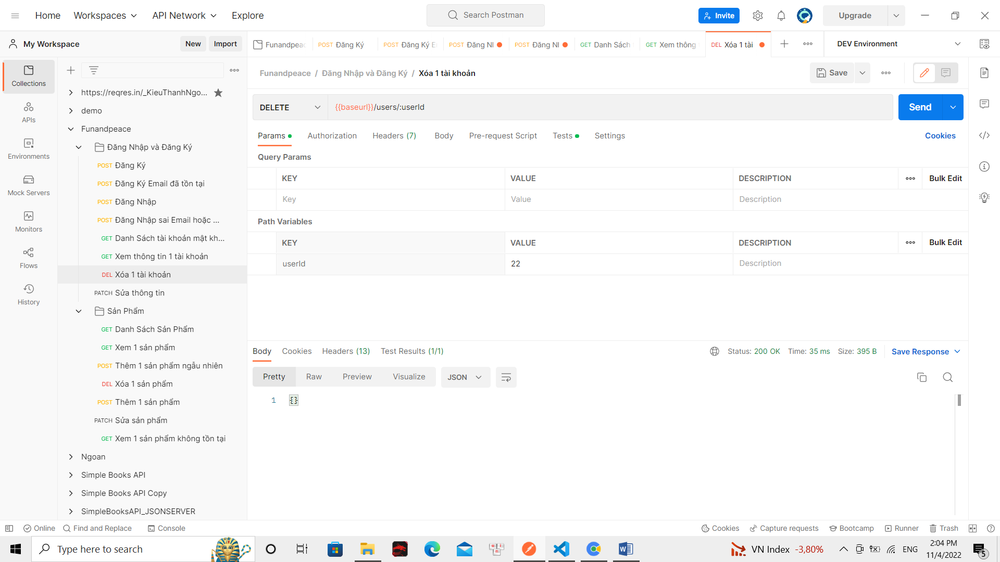 Home
Workspaces
API Network
Explore
Search Postman
Invite
Upgrade
My Workspace
New
Import
Funandpeac
POST Đăng Ký
POST Đăng Ký E
POST Đăng N
POST Đăng N
GET Danh Sách
GET Xem thông
DEL Xóa 1 tài
DEV Environment
Collections
APIs
Environments
Mock Servers
Monitors
Flows
History
https://reqres.in/_KieuThanhNgo...
demo
Funandpeace
Đăng Nhập và Đăng Ký
POST Đăng Ký
POST Đăng Ký Email đã tồn tại
POST Đăng Nhập
POST Đăng Nhập sai Email hoặc ...
GET Danh Sách tài khoản mật kh...
GET Xem thông tin 1 tài khoản
DEL Xóa 1 tài khoản
PATCH Sửa thông tin
Sản Phẩm
GET Danh Sách Sản Phẩm
GET Xem 1 sản phẩm
POST Thêm 1 sản phẩm ngẫu nhiên
DEL Xóa 1 sản phẩm
POST Thêm 1 sản phẩm
PATCH Sửa sản phẩm
GET Xem 1 sản phẩm không tồn tại
Ngoan
Simple Books API
Simple Books API Copy
SimpleBooksAPI_JSONSERVER
Funandpeace / Đăng Nhập và Đăng Ký / Xóa 1 tài khoản
Save
DELETE
{{baseurl}}/users/:userId
Send
Params
Authorization
Headers (7)
Body
Pre-request Script
Tests
Settings
Cookies
Query Params
KEY VALUE DESCRIPTION Bulk Edit
Key Value Description
Path Variables
KEY VALUE DESCRIPTION Bulk Edit
userId 22 Description
Body
Cookies
Headers (13)
Test Results (1/1)
Status: 200 OK
Time: 35 ms
Size: 395 B
Save Response
Pretty
Raw
Preview
Visualize
JSON
1 {}
Online
Find and Replace
Console
Cookies
Capture requests
Bootcamp
Runner
Trash
Type here to search
VN Index -3,80%
ENG
2:04 PM
11/4/2022
5